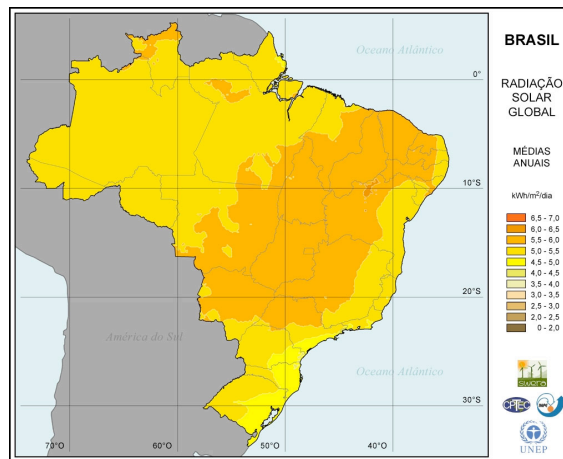 BRASIL
RADIAÇÃO
SOLAR
GLOBAL
MÉDIAS
ANUAIS
kWh/m²/dia
6,5 - 7,0
6,0 - 6,5
5,5 - 6,0
5,0 - 5,5
4,5 - 5,0
4,0 - 4,5
3,5 - 4,0
3,0 - 3,5
2,5 - 3,0
2,0 - 2,5
0 - 2,0
Oceano Atlântico
0°
10°S
20°S
América do Sul
Oceano Atlântico
30°S
70°O
60°O
50°O
40°O
swera
CPTEC
INPE
UNEP